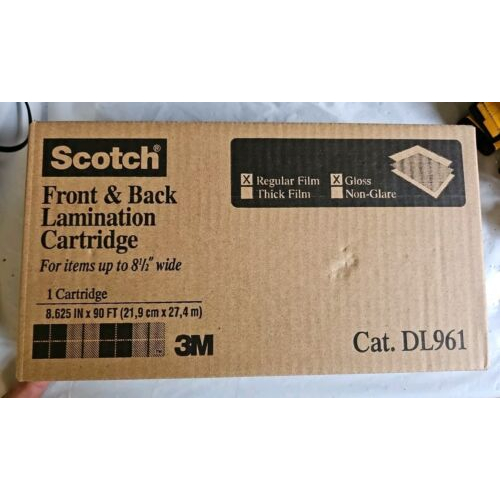 Scotch®
Front & Back
Lamination
Cartridge
For items up to 8½" wide
1 Cartridge
8.625 IN x 90 FT (21,9 cm x 27,4 m)
™ 3M
X Regular Film X Gloss
Thick Film Non-Glare
Cat. DL961